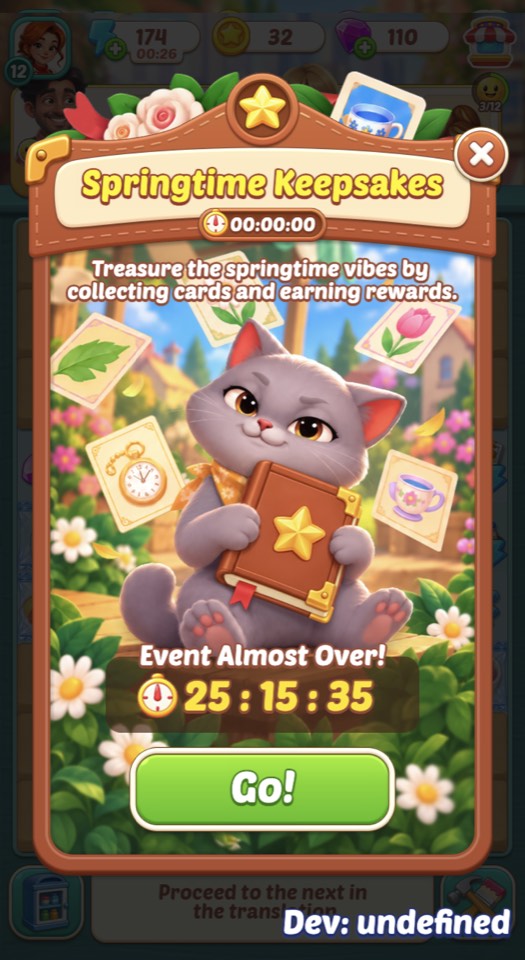 174
00:26
32
110
12
3/12
Springtime Keepsakes
00:00:00
Treasure the springtime vibes by
collecting cards and earning rewards.
Event Almost Over!
25 : 15 : 35
Go!
Proceed to the next in
the translation
Dev: undefined